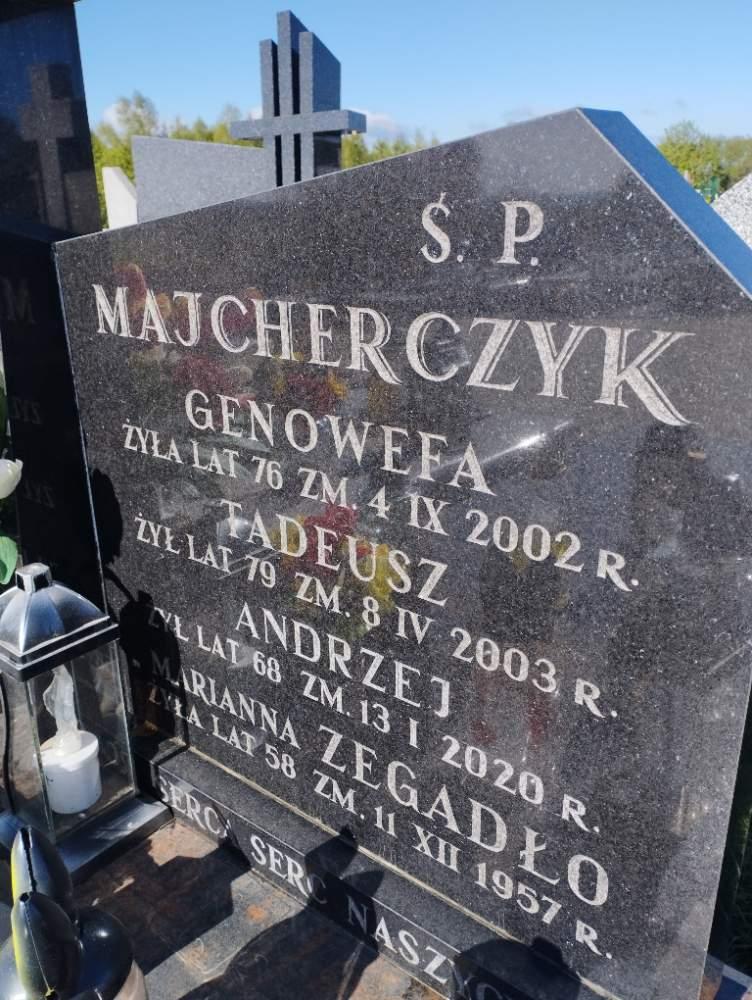 Ś. P.
MAJCHERCZYK
GENOWEFA
ŻYŁA LAT 76 ZM. 4 IX 2002 R.
TADEUSZ
ŻYŁ LAT 79 ZM. 8 IV 2003 R.
ANDRZEJ
ŻYŁ LAT 68 ZM. 13 I 2020 R.
MARIANNA ZEGADŁO
ŻYŁA LAT 58 ZM. 11 XII 1957 R.
SERCA SERC NASZYCH